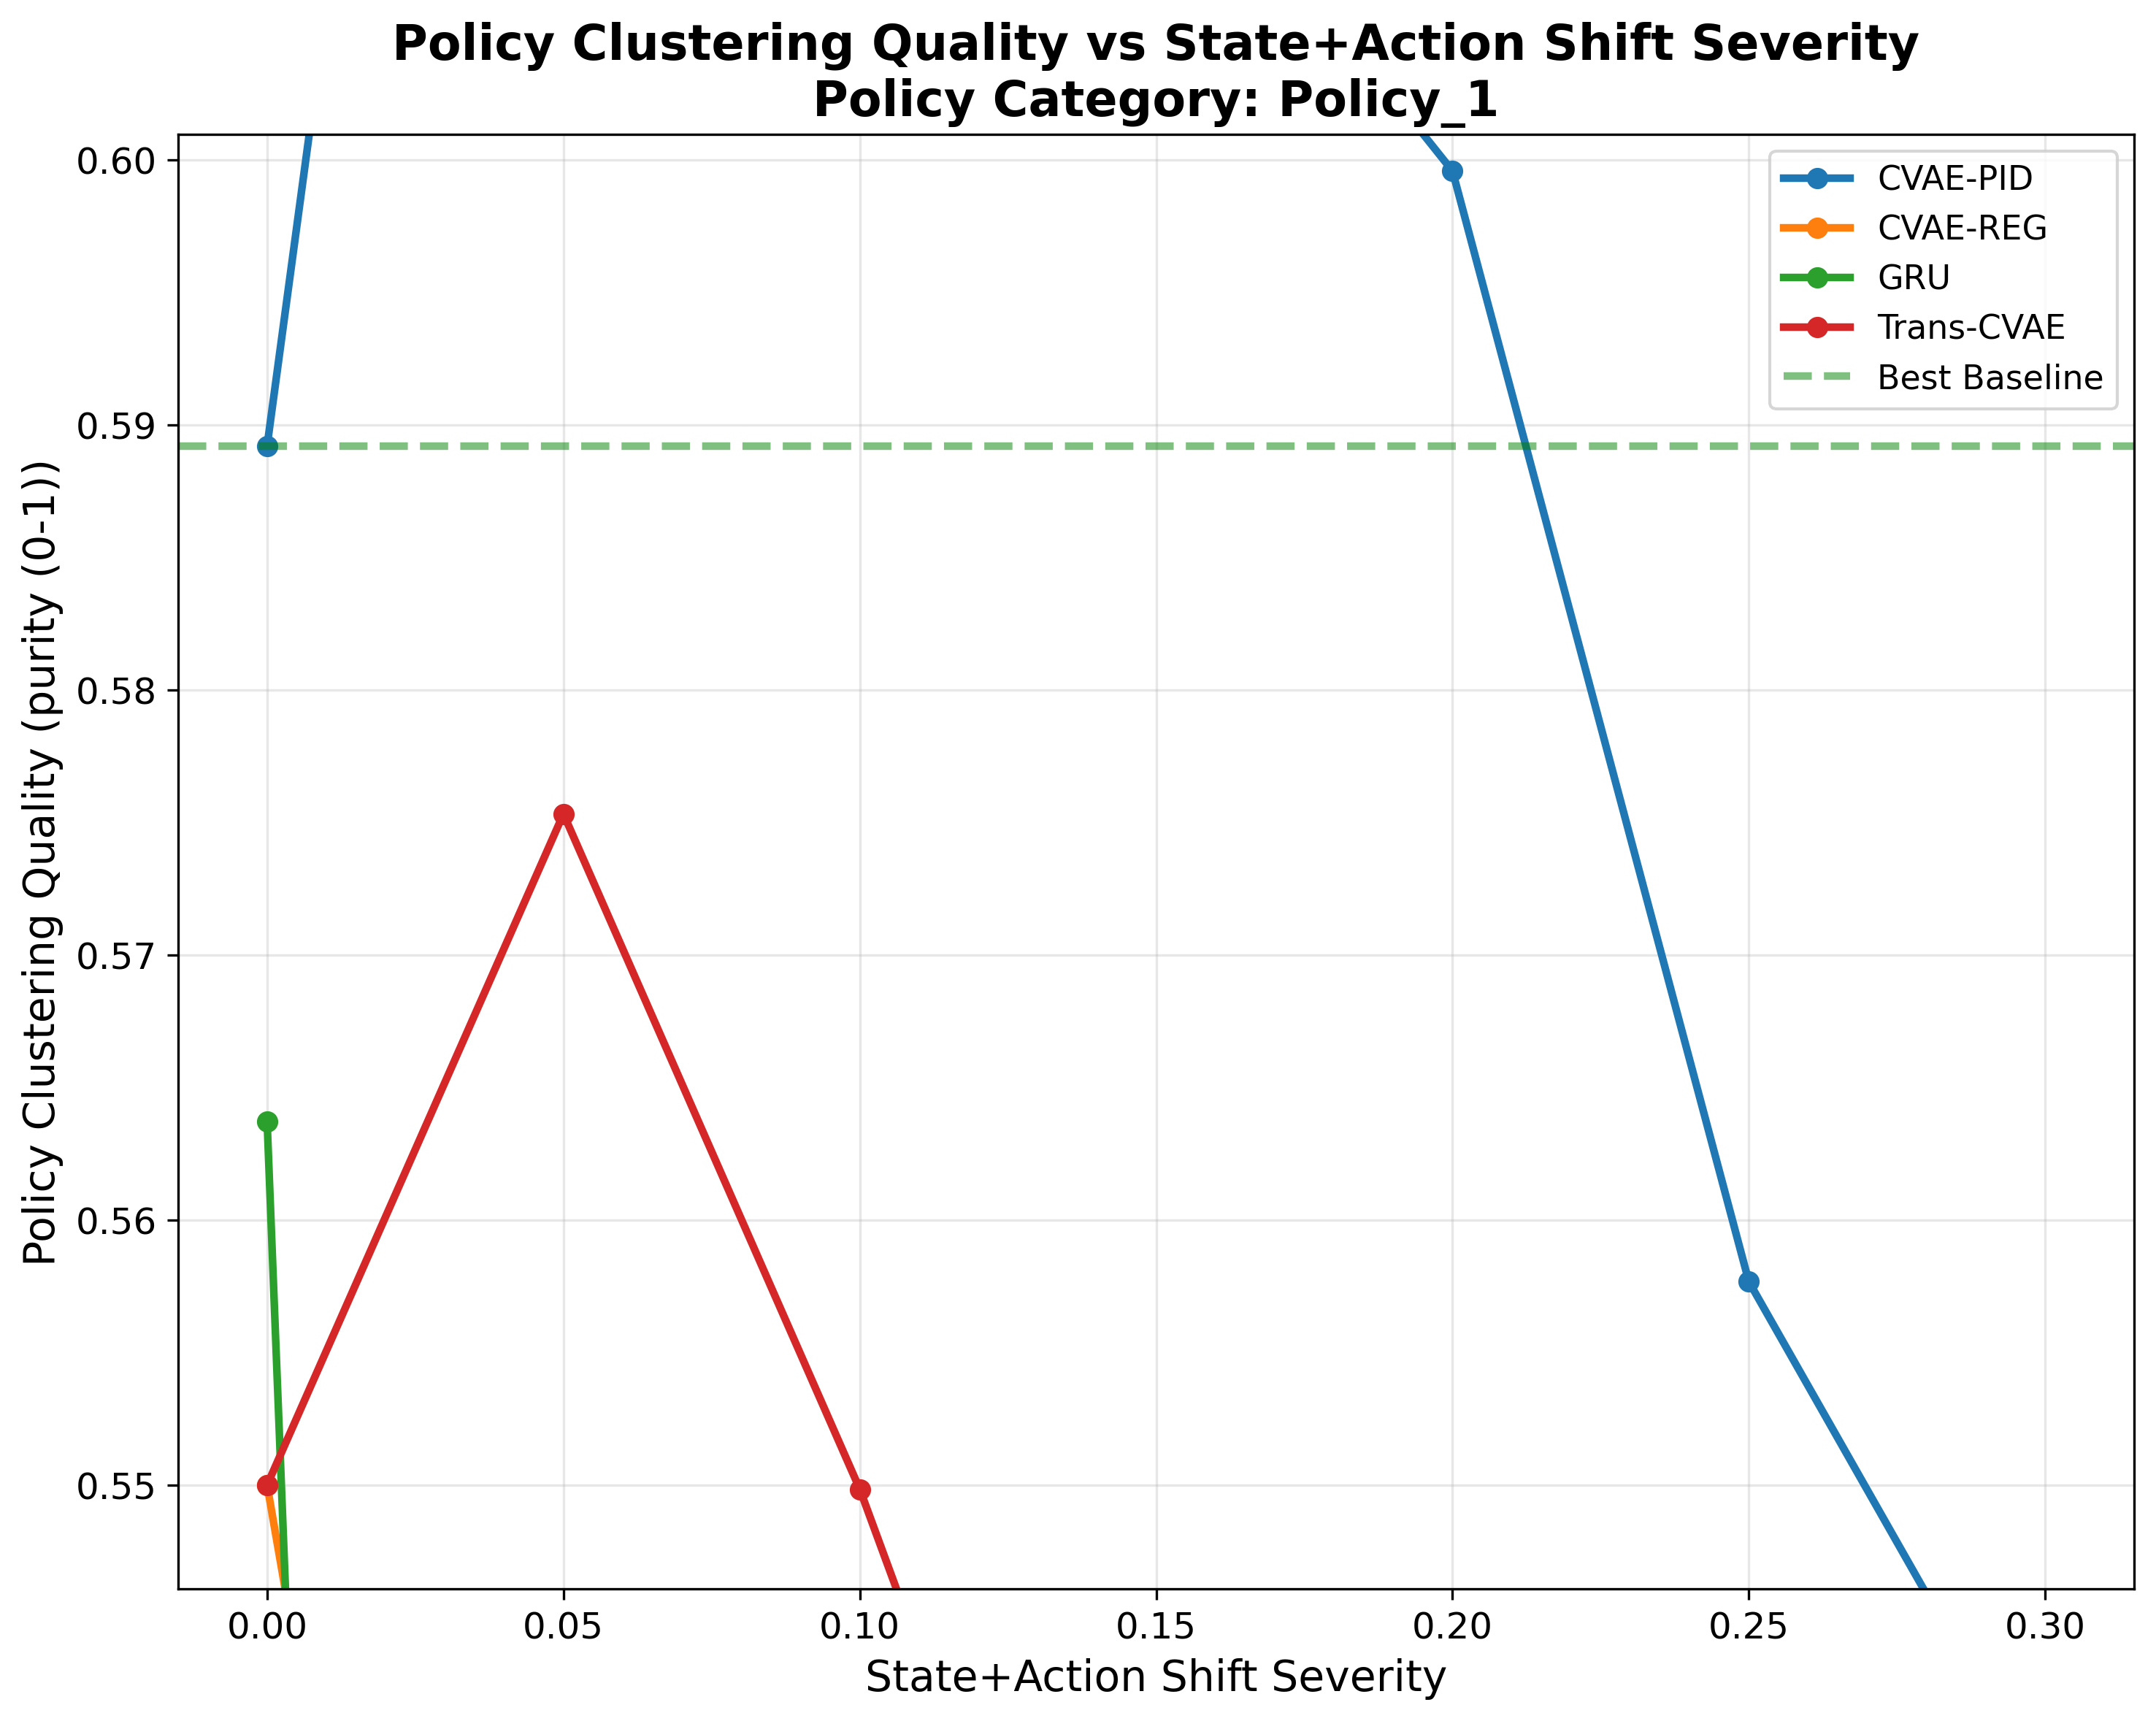 Policy Clustering Quality vs State+Action Shift Severity
Policy Category: Policy_1
Policy Clustering Quality (purity (0-1))
0.60
0.59
0.58
0.57
0.56
0.55
CVAE-PID
CVAE-REG
GRU
Trans-CVAE
Best Baseline
0.00 0.05 0.10 0.15 0.20 0.25 0.30
State+Action Shift Severity